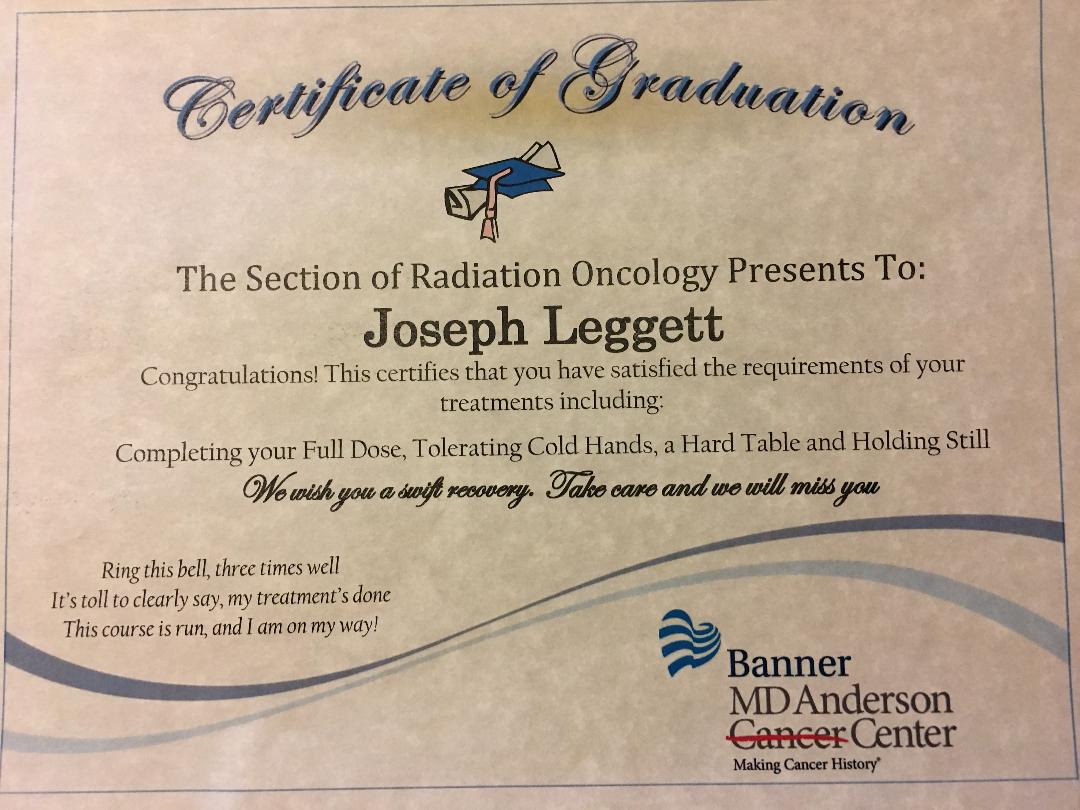 Certificate of Graduation
The Section of Radiation Oncology Presents To:
Joseph Leggett
Congratulations! This certifies that you have satisfied the requirements of your
treatments including:
Completing your Full Dose, Tolerating Cold Hands, a Hard Table and Holding Still
We wish you a swift recovery. Take care and we will miss you
Ring this bell, three times well
It's toll to clearly say, my treatment's done
This course is run, and I am on my way!
Banner
MD Anderson
Cancer Center
Making Cancer History®